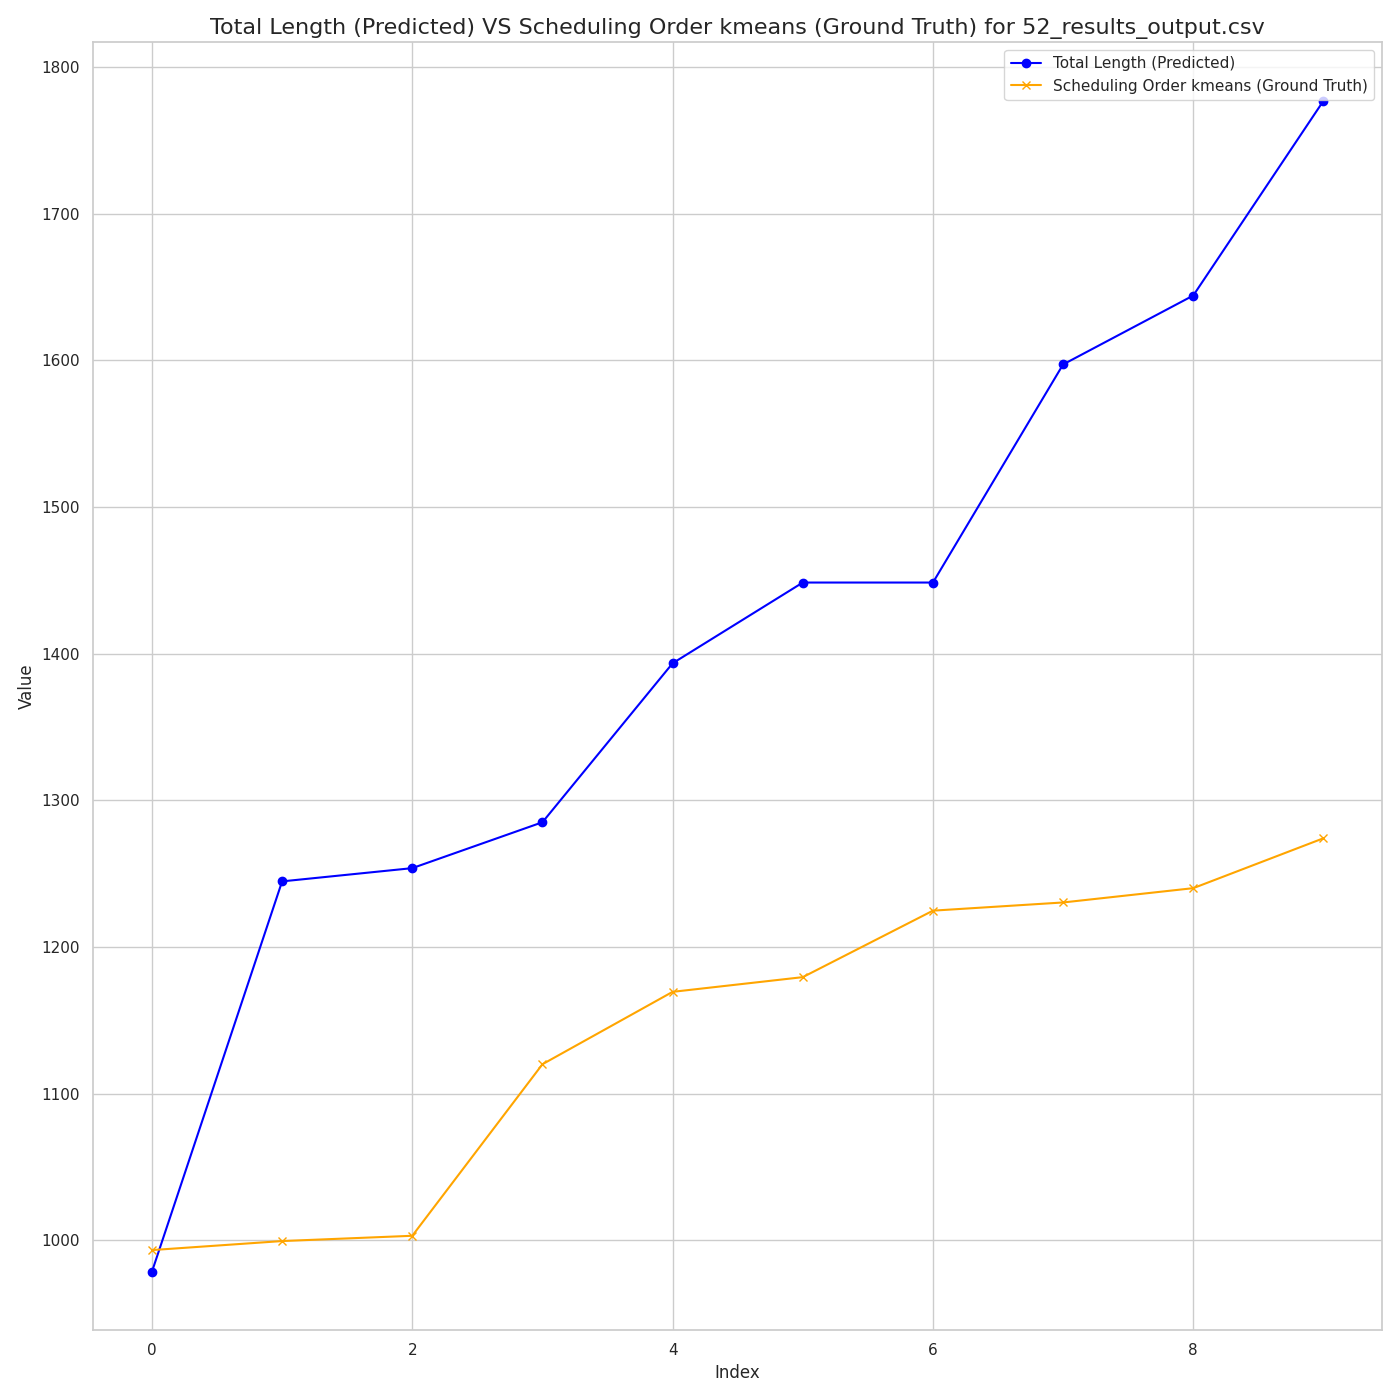 Total Length (Predicted) VS Scheduling Order kmeans (Ground Truth) for 52_results_output.csv
Total Length (Predicted)
Scheduling Order kmeans (Ground Truth)
1800
1700
1600
1500
1400
1300
1200
1100
1000
Value
0 2 4 6 8
Index